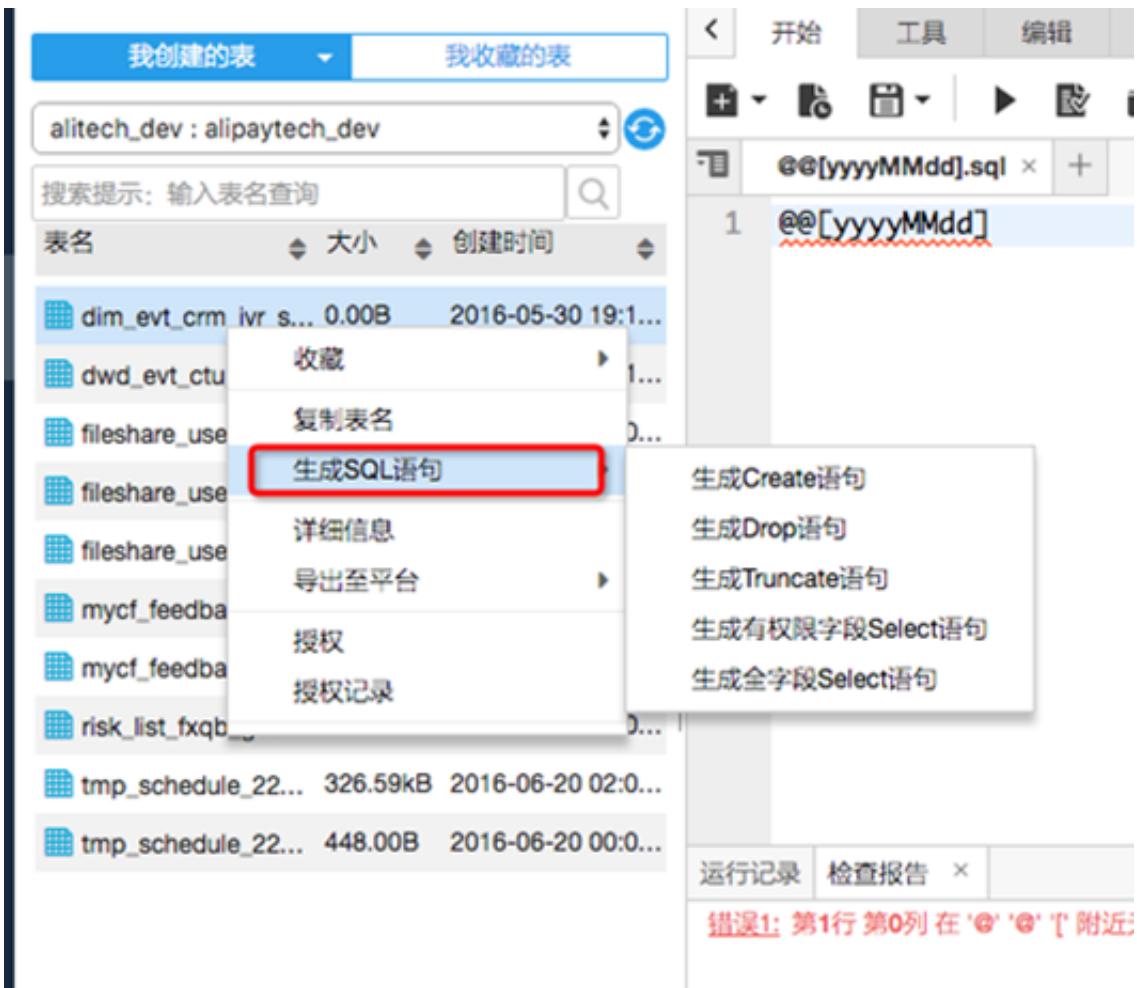 我创建的表 我收藏的表
alitech_dev : alipaytech_dev
搜索提示: 输入表名查询
表名 大小 创建时间
dim_evt_crm_ivr_s... 0.00B 2016-05-30 19:1...
dwd_evt_ctu 1...
fileshare_use 0...
fileshare_use
fileshare_use
mycf_feedba
mycf_feedba
risk_list_fxqb 0...
tmp_schedule_22... 326.59kB 2016-06-20 02:0...
tmp_schedule_22... 448.00B 2016-06-20 00:0...
收藏
复制表名
生成SQL语句
详细信息
导出至平台
授权
授权记录
生成Create语句
生成Drop语句
生成Truncate语句
生成有权限字段Select语句
生成全字段Select语句
开始 工具 编辑
@@[yyyyMMdd].sql × +
1 @@[yyyyMMdd]
运行记录 检查报告 ×
错误1: 第1行 第0列 在 '@' '@' '[' 附近